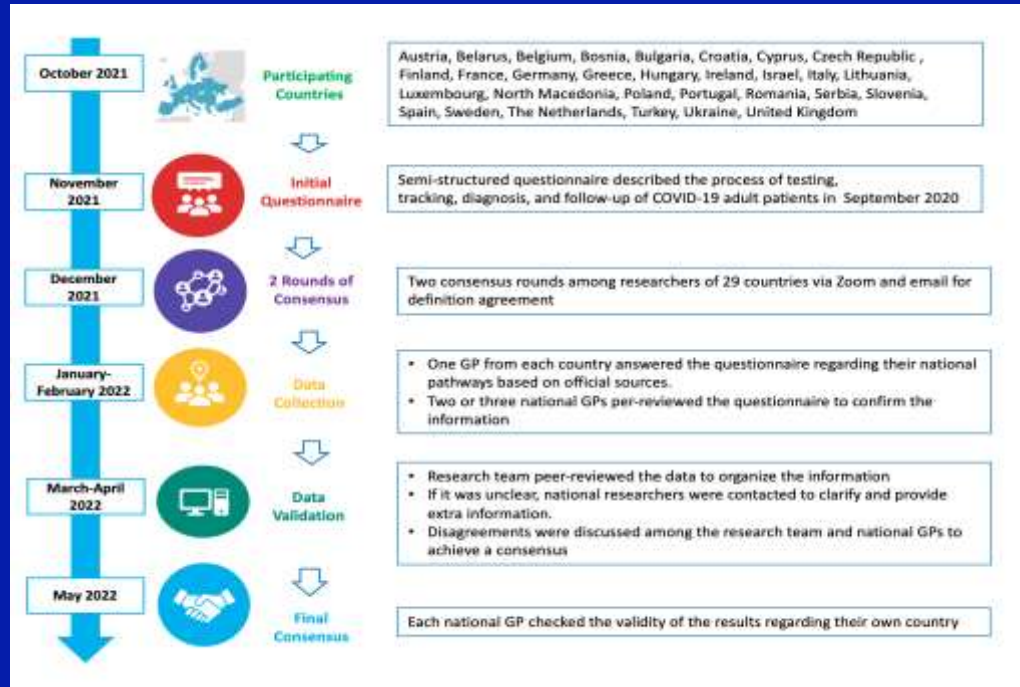 October 2021
Participating
Countries
Austria, Belarus, Belgium, Bosnia, Bulgaria, Croatia, Cyprus, Czech Republic ,
Finland, France, Germany, Greece, Hungary, Ireland, Israel, Italy, Lithuania,
Luxembourg, North Macedonia, Poland, Portugal, Romania, Serbia, Slovenia,
Spain, Sweden, The Netherlands, Turkey, Ukraine, United Kingdom
November
2021
Initial
Questionnaire
Semi-structured questionnaire described the process of testing,
tracking, diagnosis, and follow-up of COVID-19 adult patients in September 2020
December
2021
2 Rounds of
Consensus
Two consensus rounds among researchers of 29 countries via Zoom and email for
definition agreement
January-
February 2022
Data
Collection
• One GP from each country answered the questionnaire regarding their national
pathways based on official sources.
• Two or three national GPs per-reviewed the questionnaire to confirm the
information
March-April
2022
Data
Validation
• Research team peer-reviewed the data to organize the information
• If it was unclear, national researchers were contacted to clarify and provide
extra information.
• Disagreements were discussed among the research team and national GPs to
achieve a consensus
May 2022
Final
Consensus
Each national GP checked the validity of the results regarding their own country